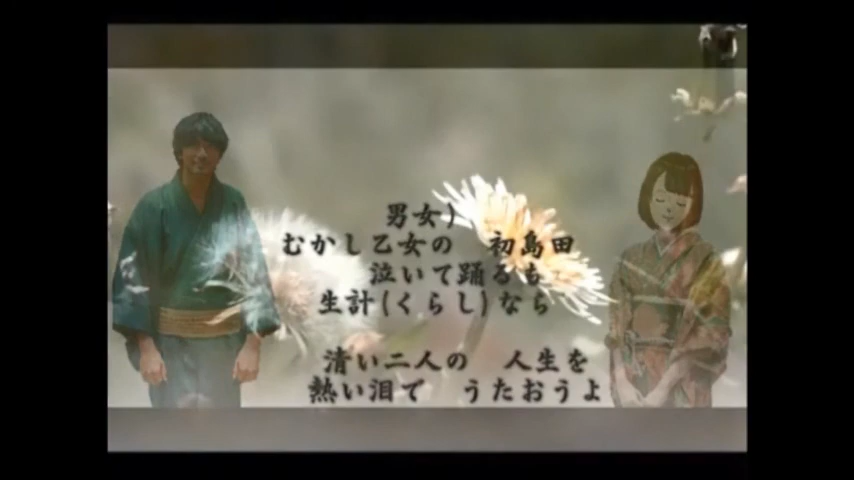 男女)
むかし乙女の 初島田
泣いて踊るも
生計(くらし)なら
清い二人の 人生を
熱い泪で うたおうよ